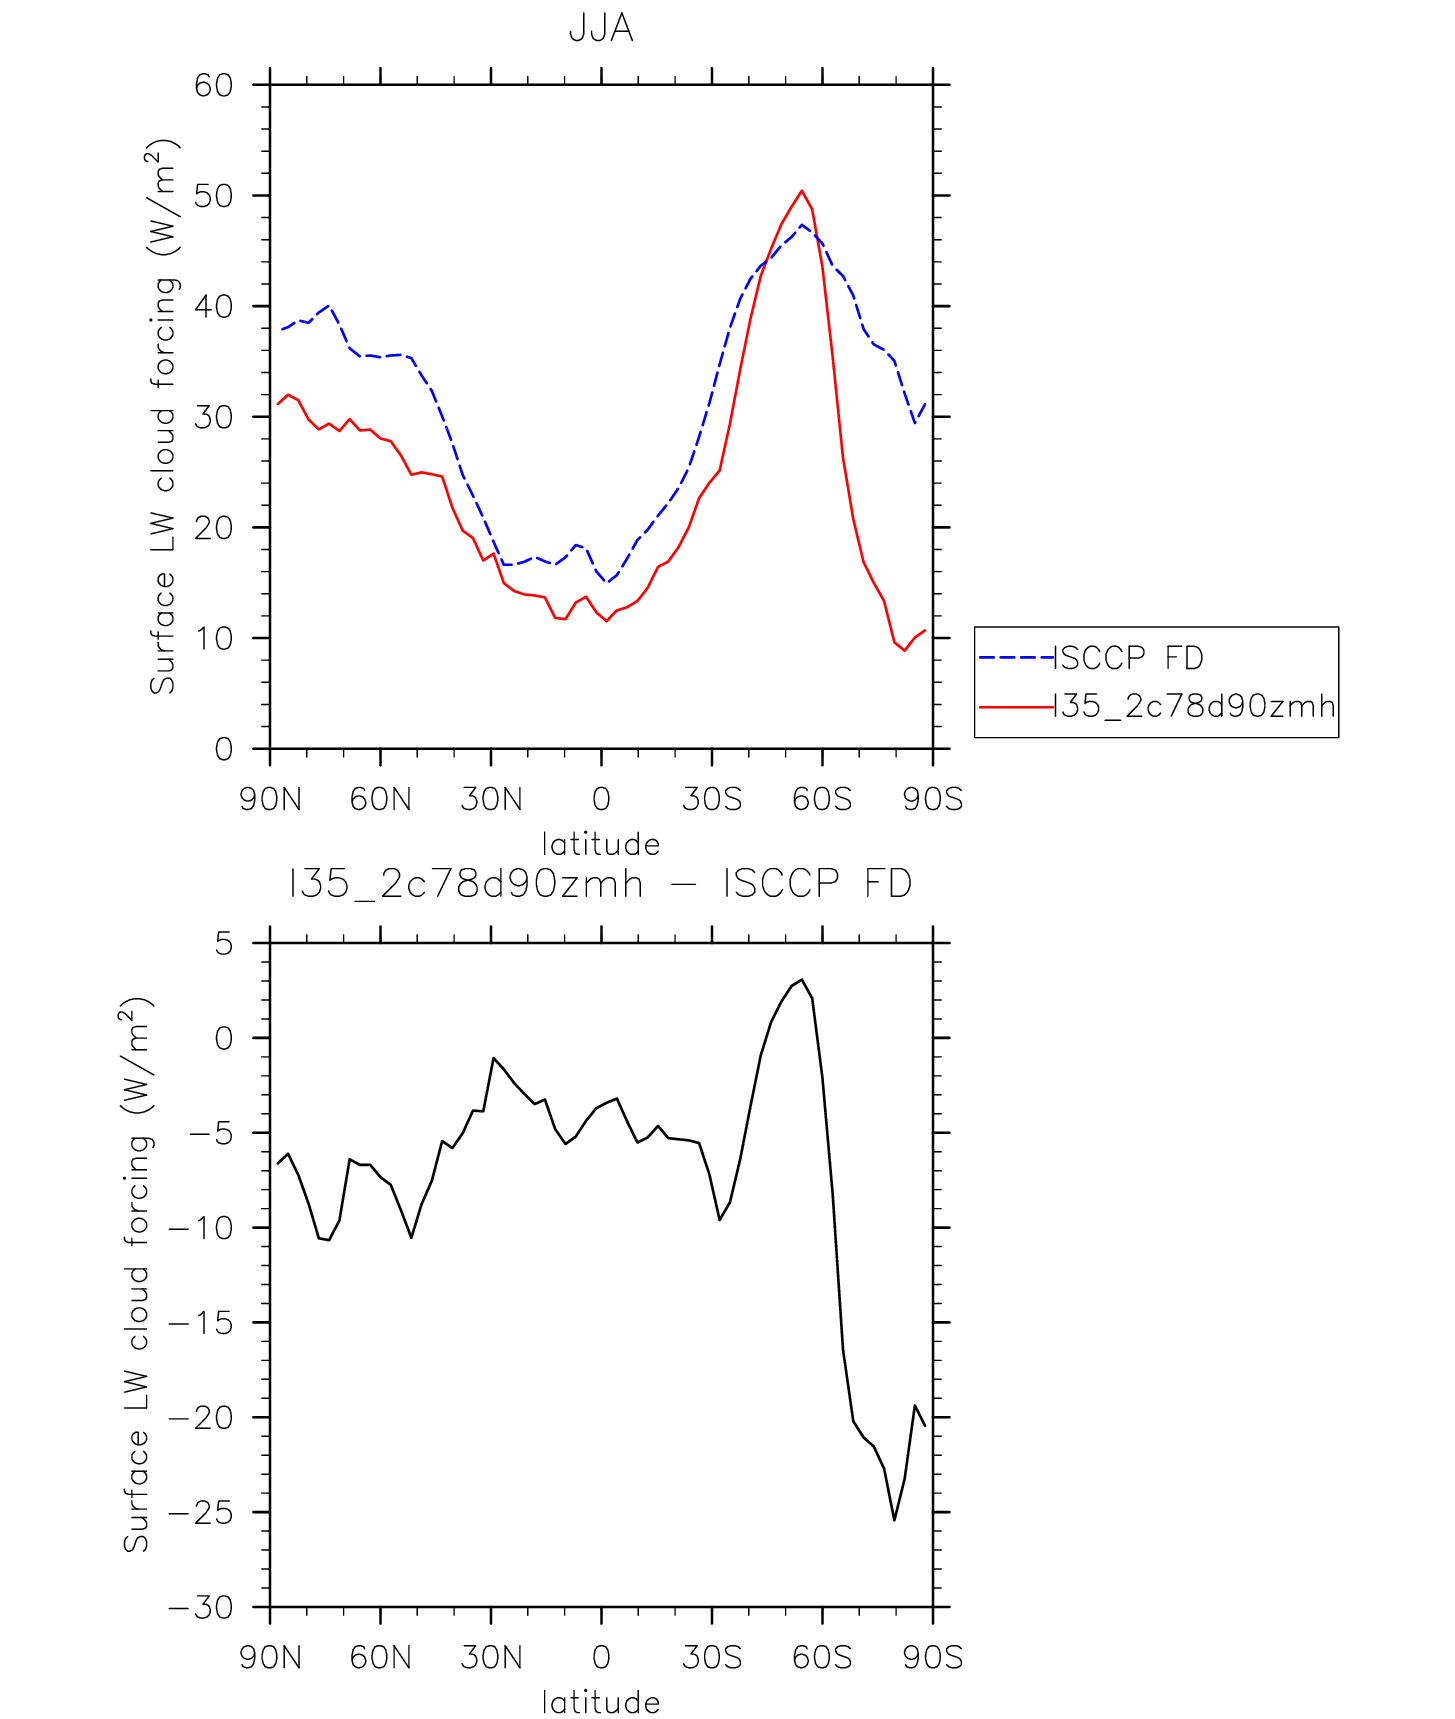 JJA
Surface LW cloud forcing (W/m²)
60
50
40
30
20
10
0
90N 60N 30N 0 30S 60S 90S
latitude
ISCCP FD
I35_2c78d90zmh
I35_2c78d90zmh − ISCCP FD
Surface LW cloud forcing (W/m²)
5
0
−5
−10
−15
−20
−25
−30
90N 60N 30N 0 30S 60S 90S
latitude